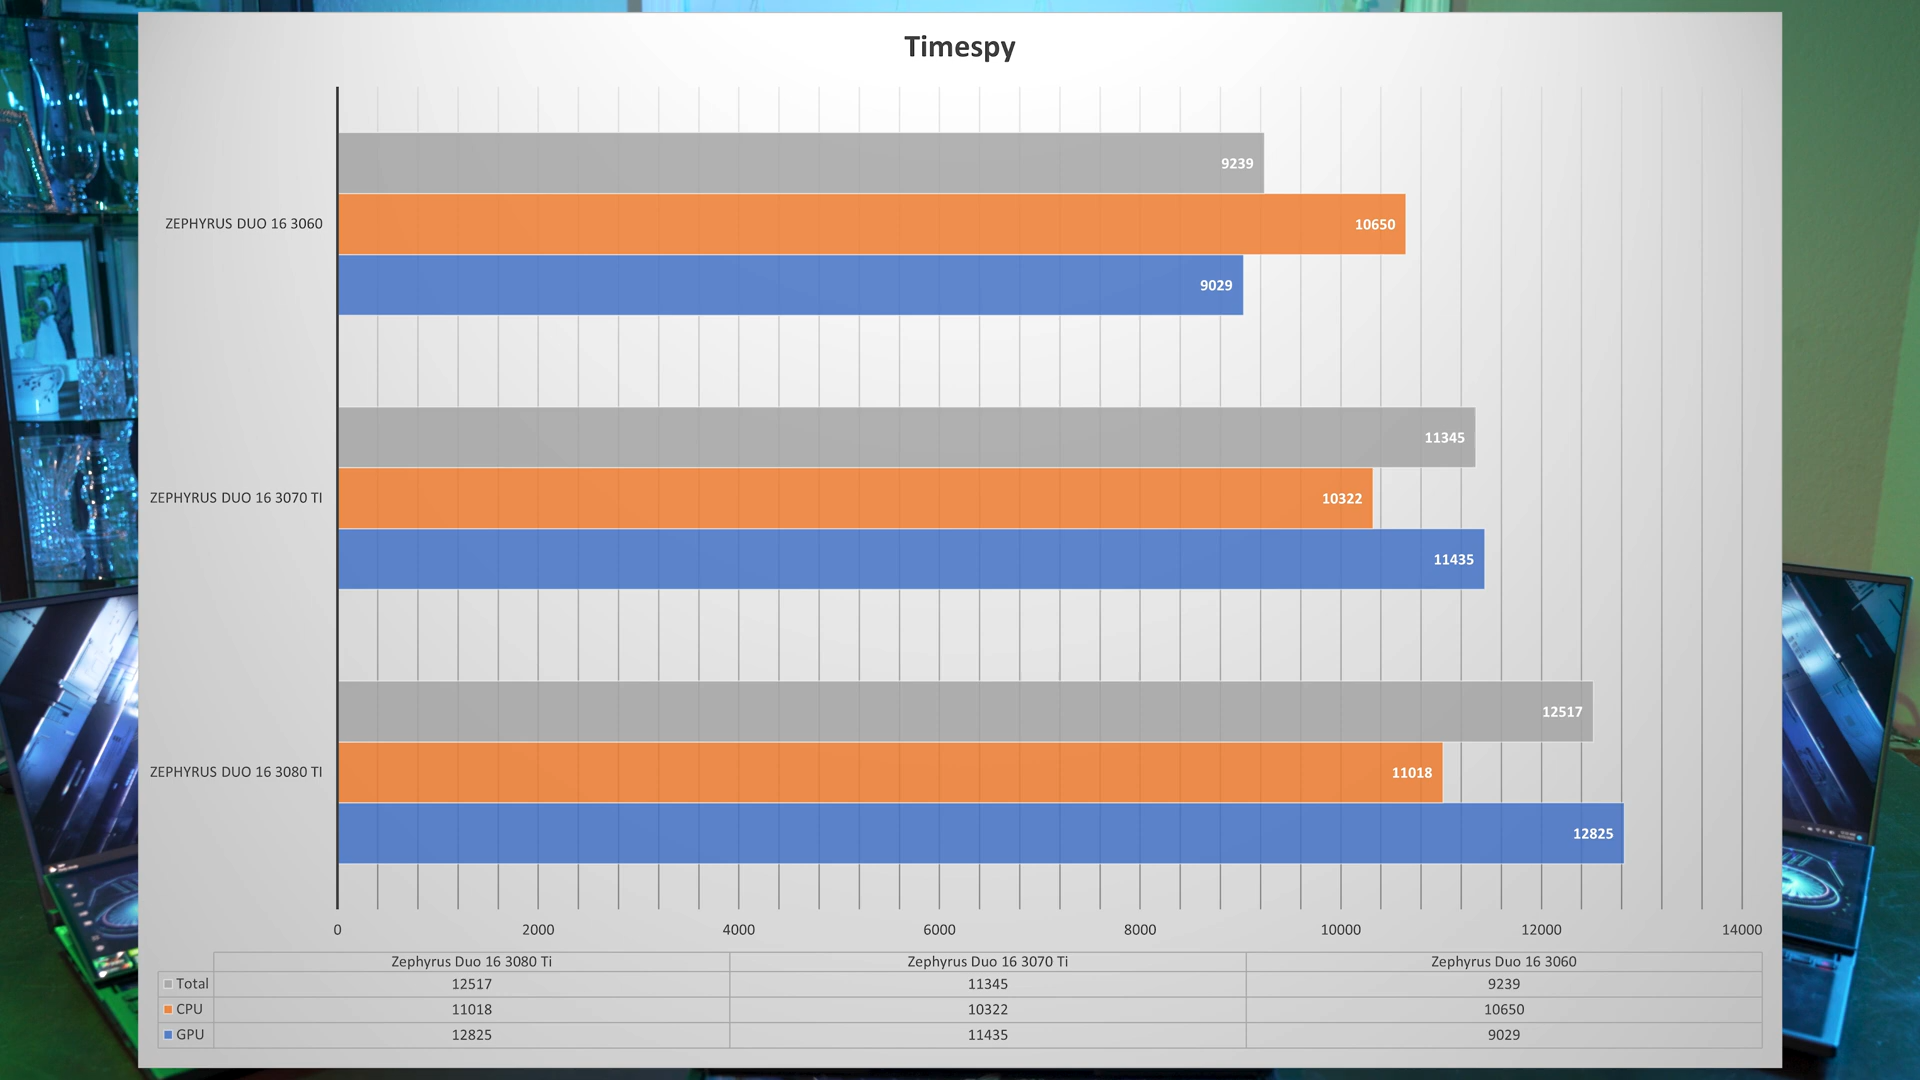 Timespy
ZEPHYRUS DUO 16 3060
9239
10650
9029
ZEPHYRUS DUO 16 3070 TI
11345
10322
11435
ZEPHYRUS DUO 16 3080 TI
12517
11018
12825
0 2000 4000 6000 8000 10000 12000 14000
Zephyrus Duo 16 3080 Ti Zephyrus Duo 16 3070 Ti Zephyrus Duo 16 3060
Total 12517 11345 9239
CPU 11018 10322 10650
GPU 12825 11435 9029